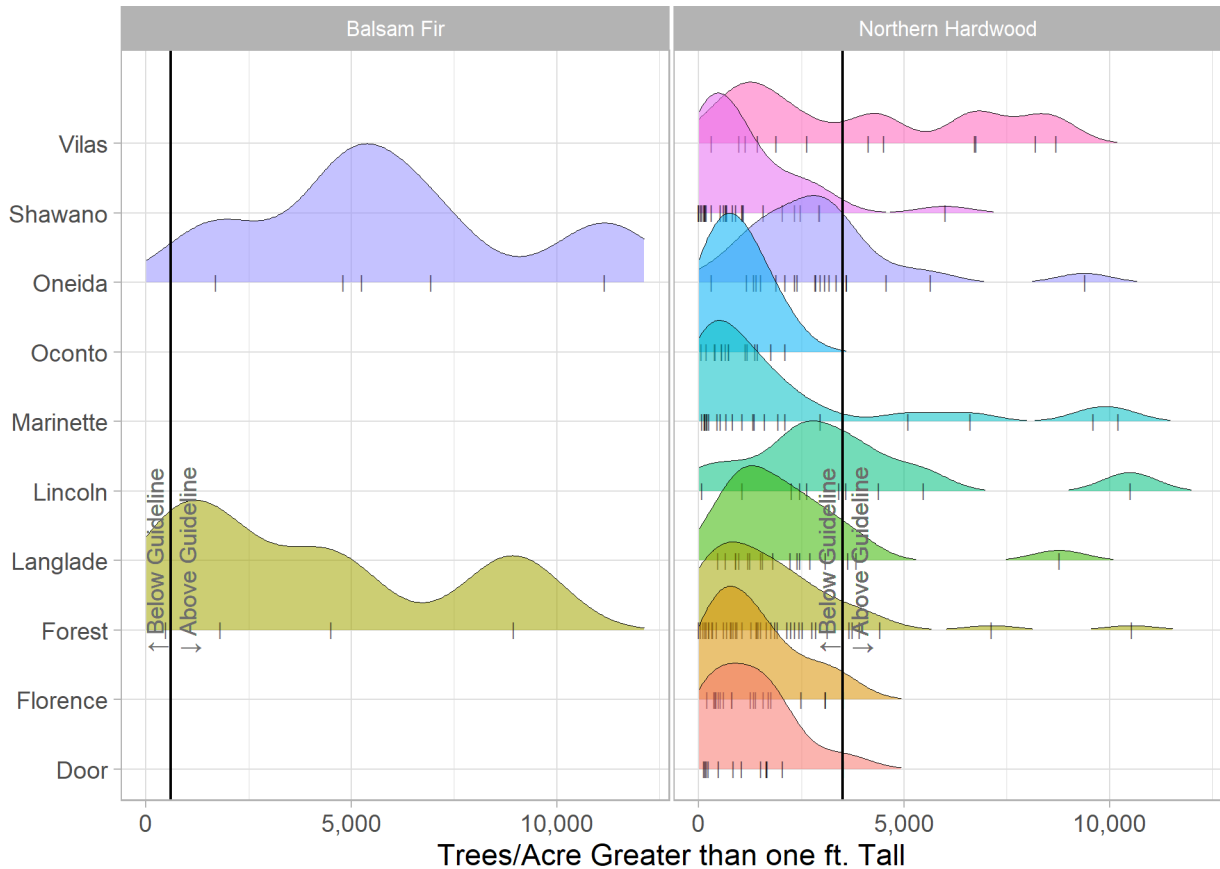 Balsam Fir
Northern Hardwood
Vilas
Shawano
Oneida
Oconto
Marinette
Lincoln
Langlade
Forest
Florence
Door
← Below Guideline
Above Guideline →
← Below Guideline
Above Guideline →
0
5,000
10,000
0
5,000
10,000
Trees/Acre Greater than one ft. Tall